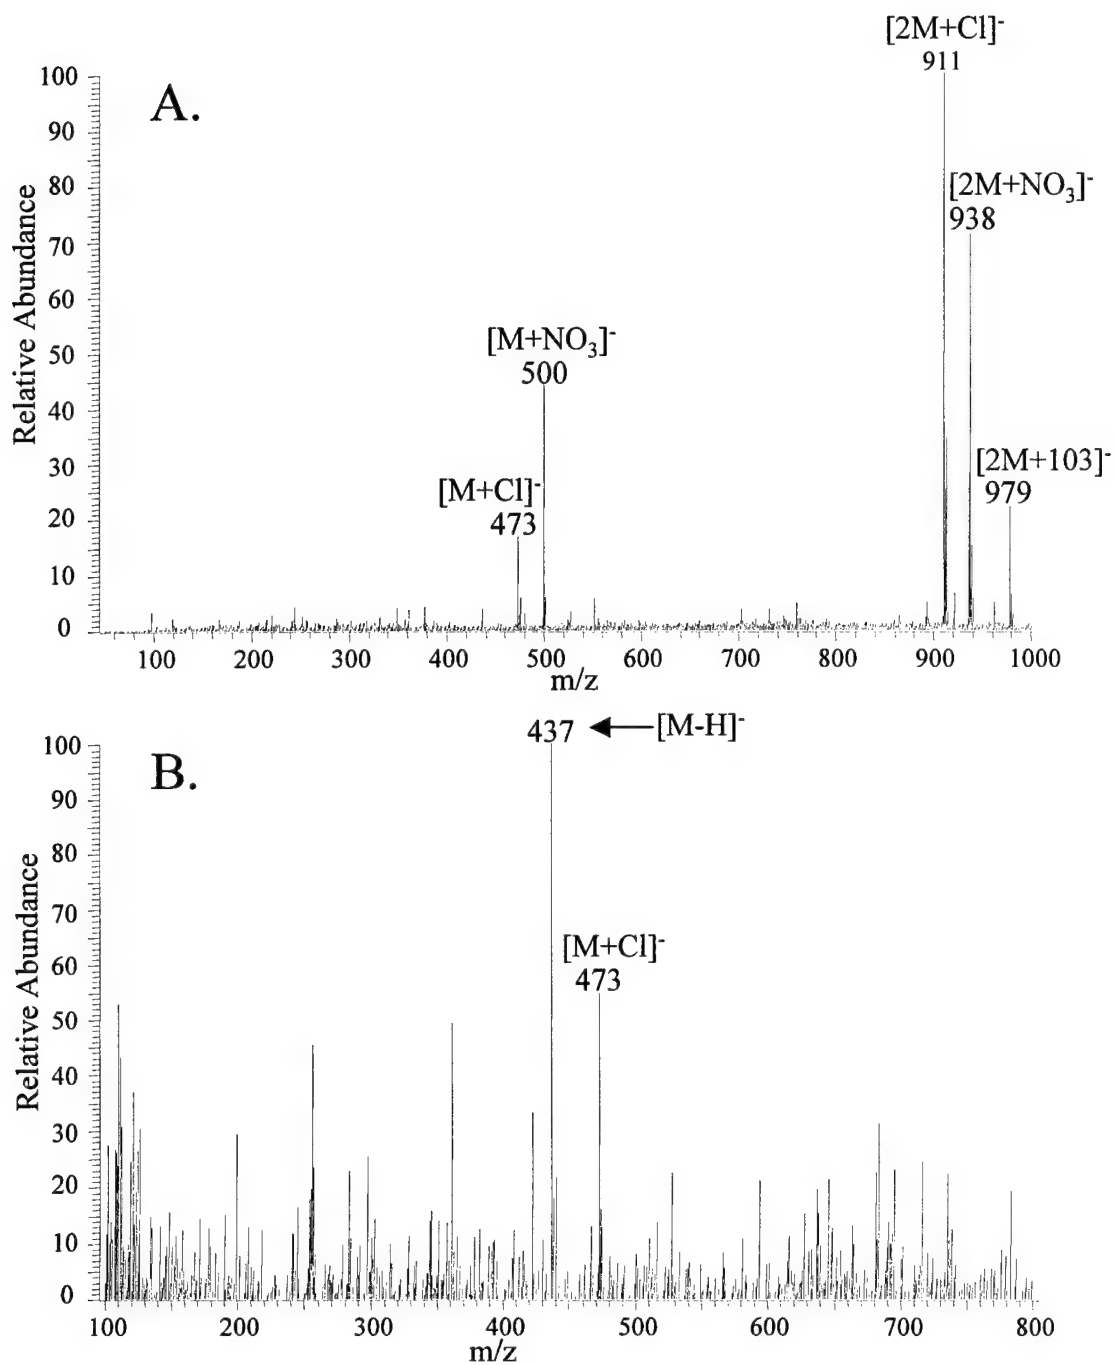 [2M+Cl]-
911
A.
[2M+NO3]-
938
[M+NO3]-
500
[2M+103]-
979
[M+Cl]-
473
Relative Abundance
100
90
80
70
60
50
40
30
20
10
0
100 200 300 400 500 600 700 800 900 1000
m/z
437 [M-H]-
B.
[M+Cl]-
473
Relative Abundance
100
90
80
70
60
50
40
30
20
10
0
100 200 300 400 500 600 700 800
m/z